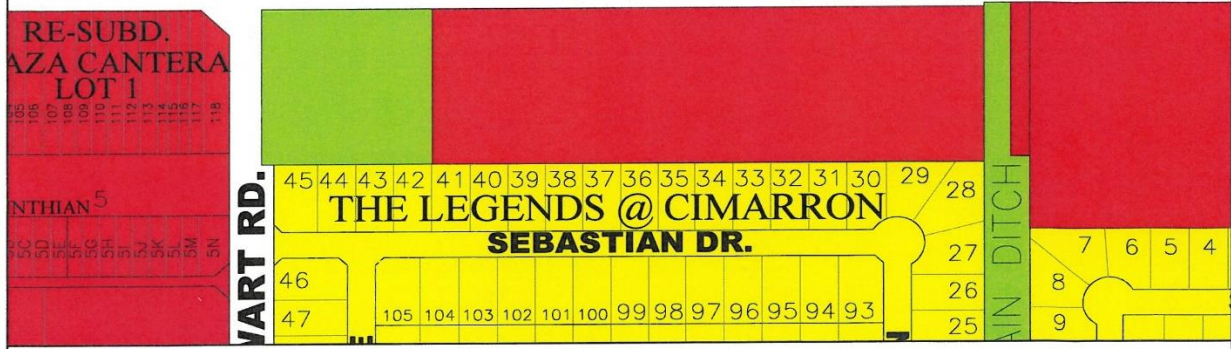 RE-SUBD.
AZA CANTERA
LOT 1
105 106 107 108 109 110 111 112 113 114 115 116 117 118
NTHIAN 5
5C 5D 5E 5F 5G 5H 5I 5J 5K 5L 5M 5N
WART RD.
45 44 43 42 41 40 39 38 37 36 35 34 33 32 31 30 29 28
THE LEGENDS @ CIMARRON
SEBASTIAN DR.
27
46 26
47 105 104 103 102 101 100 99 98 97 96 95 94 93 25
AIN DITCH
7 6 5 4
8
9